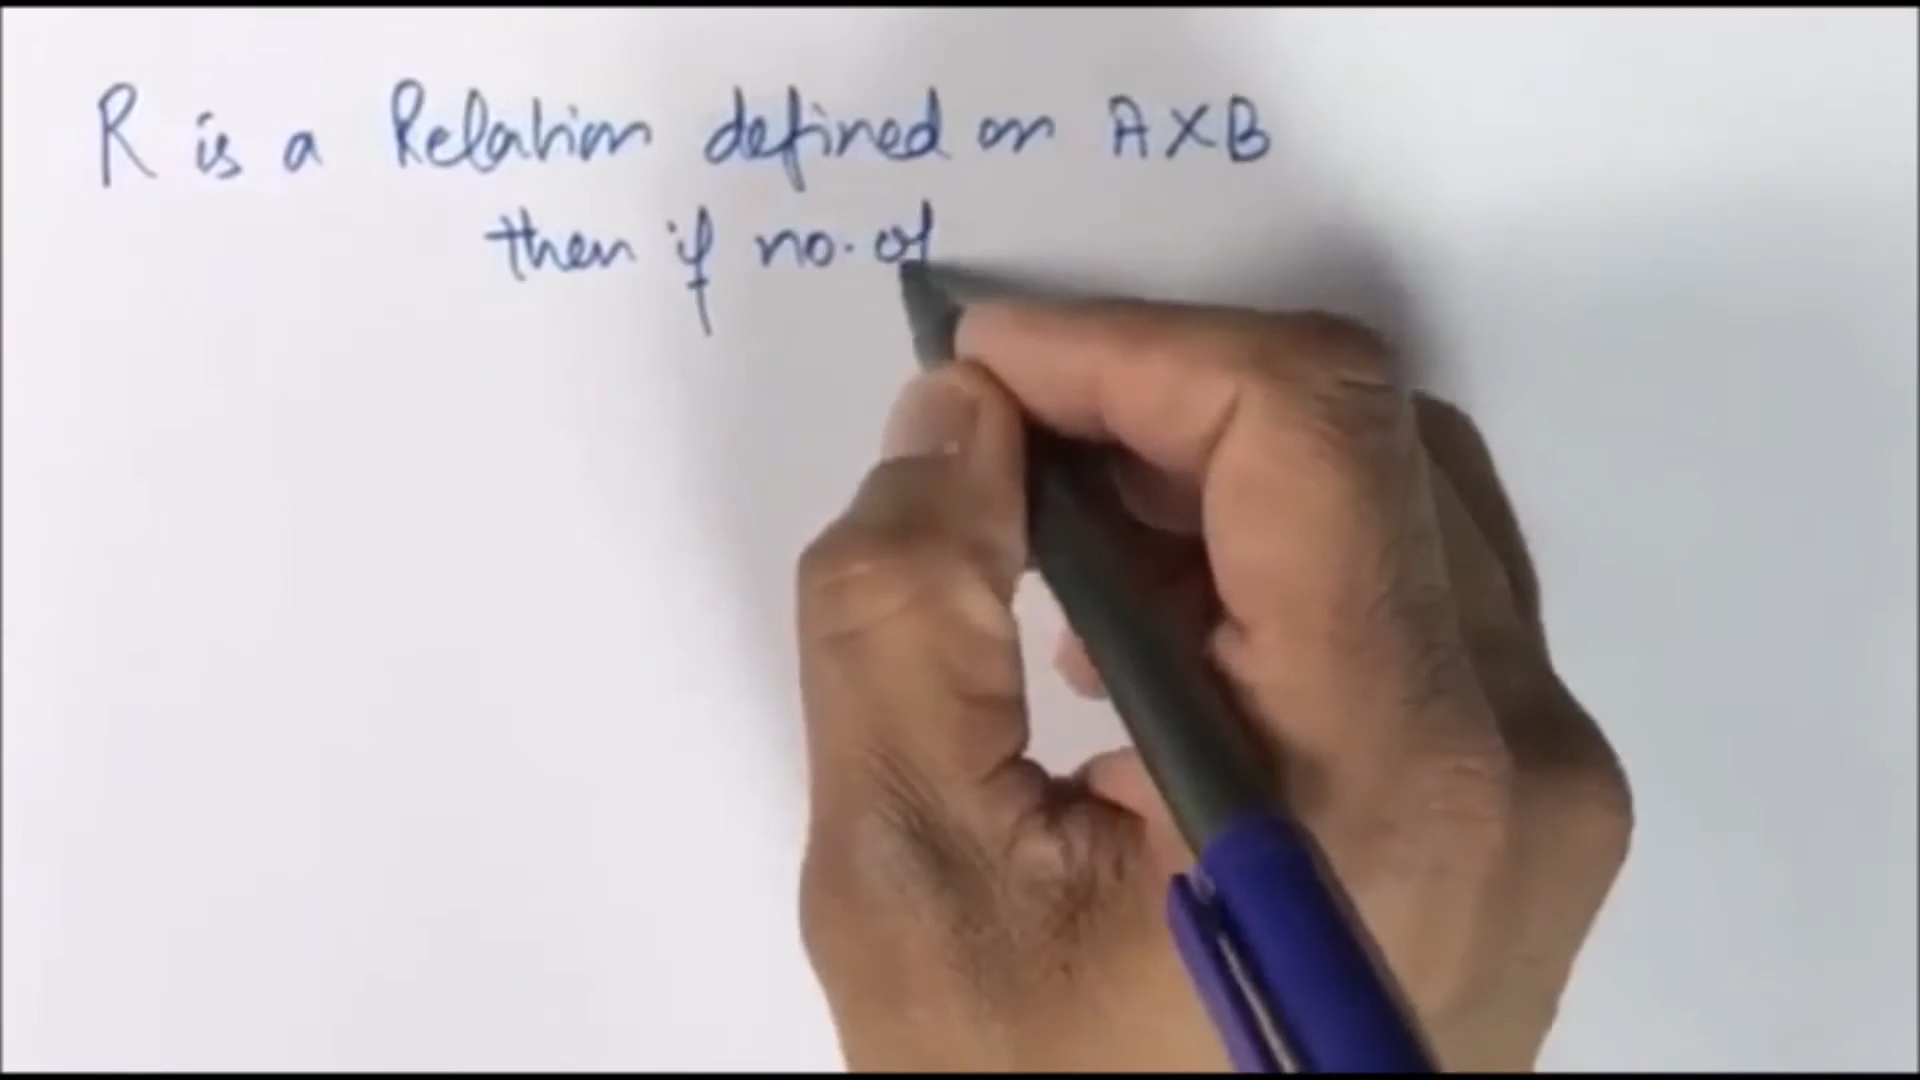 R is a Relation defined on A×B
then if no. of